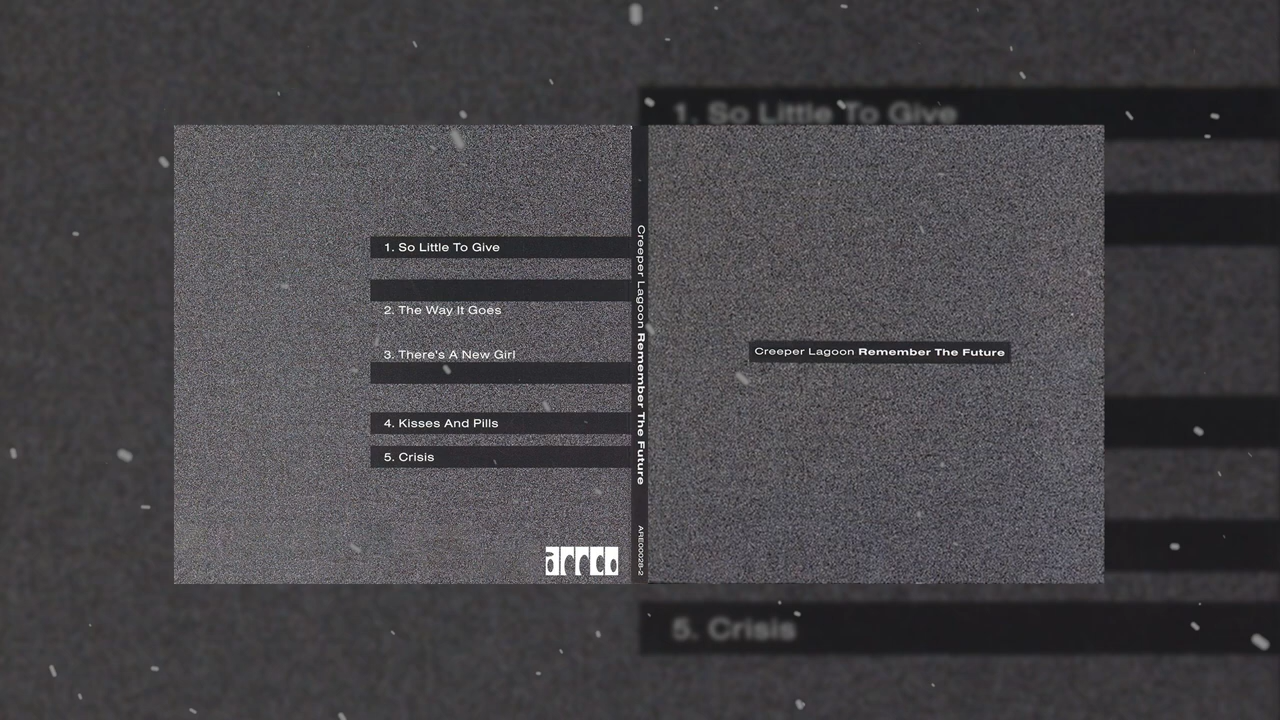 1. So Little To Give
1. So Little To Give
2. The Way It Goes
3. There's A New Girl
4. Kisses And Pills
5. Crisis
arrco
Creeper Lagoon Remember The Future
ARE00028-2
Creeper Lagoon Remember The Future
5. Crisis